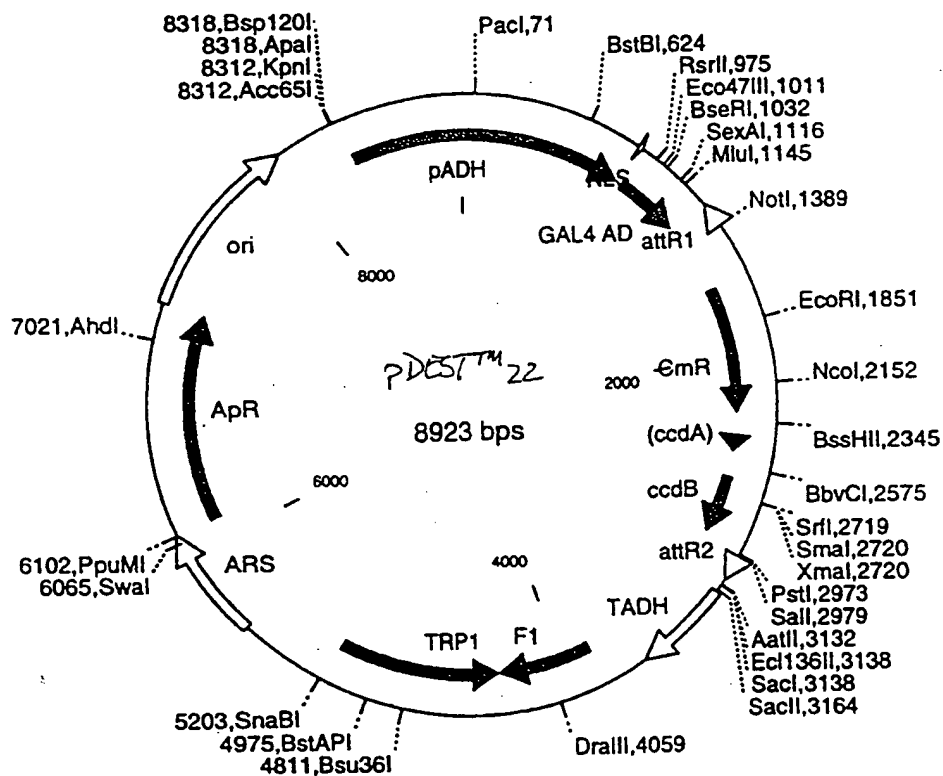 8318,Bsp120I
8318,ApaI
8312,KpnI
8312,Acc65I
PacI,71
BstBI,624
RsrII,975
Eco47III,1011
BseRI,1032
SexAI,1116
MluI,1145
NotI,1389
EcoRI,1851
NcoI,2152
BssHII,2345
BbvCI,2575
SrfI,2719
SmaI,2720
XmaI,2720
PstI,2973
SalI,2979
AatII,3132
Ecl136II,3138
SacI,3138
SacII,3164
DraIII,4059
4811,Bsu36I
4975,BstAPI
5203,SnaBI
6065,SwaI
6102,PpuMI
7021,AhdI
pADH
NLS
GAL4 AD
attR1
CmR
(ccdA)
ccdB
attR2
TADH
F1
TRP1
ARS
ApR
ori
8000
2000
4000
6000
pDEST™22
8923 bps